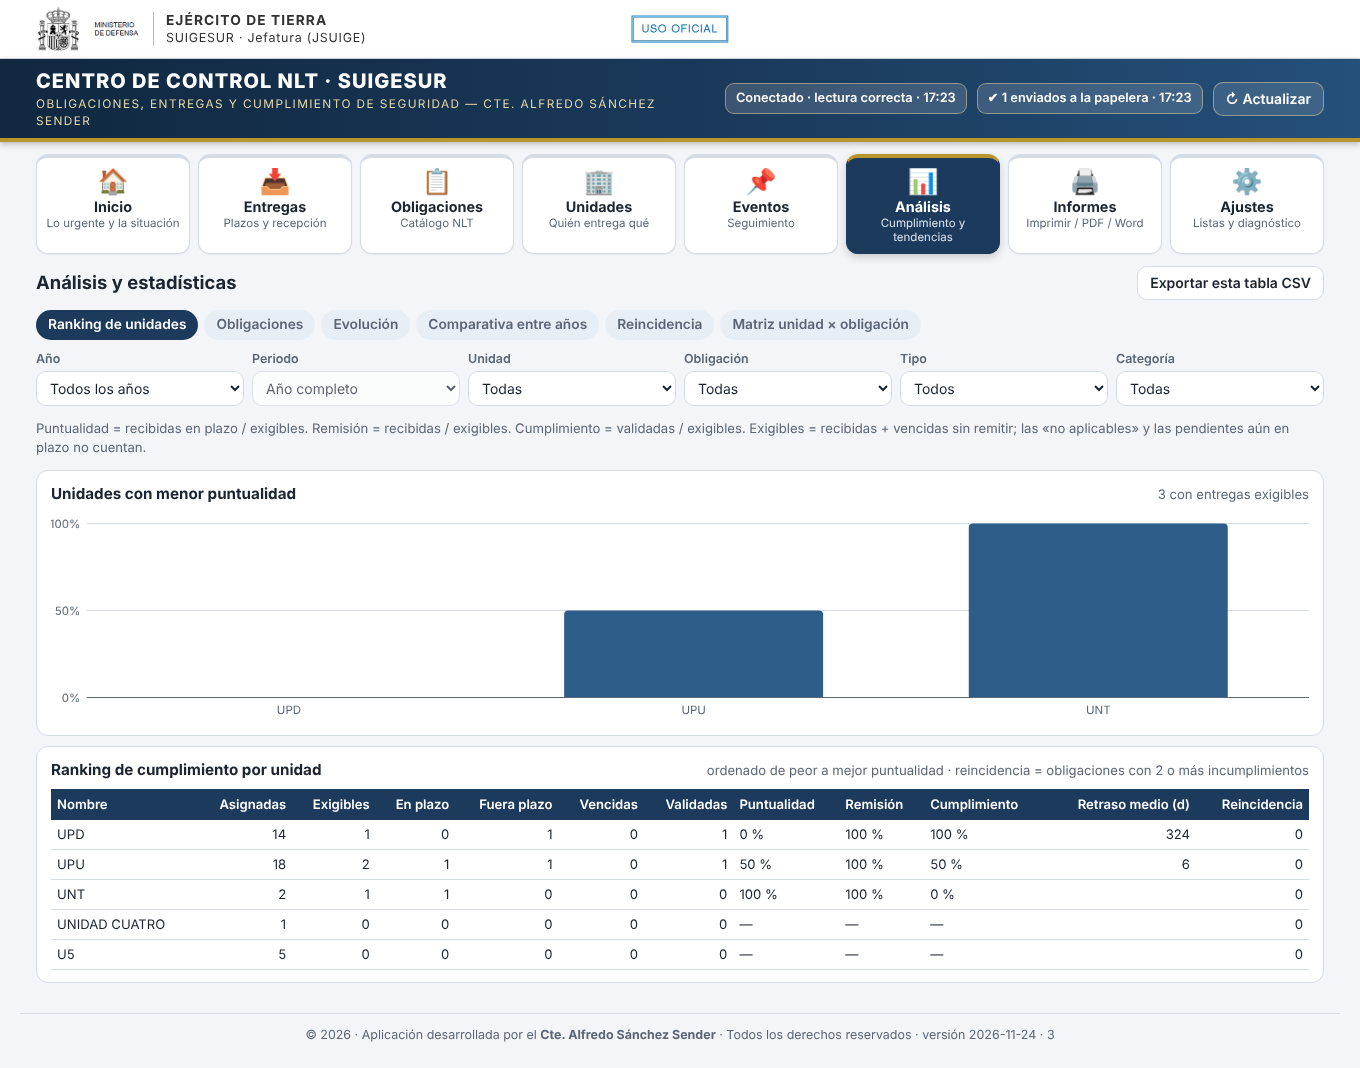 MINISTERIO
DE DEFENSA
EJÉRCITO DE TIERRA
SUIGESUR · Jefatura (JSUIGE)
USO OFICIAL
CENTRO DE CONTROL NLT · SUIGESUR
OBLIGACIONES, ENTREGAS Y CUMPLIMIENTO DE SEGURIDAD — CTE. ALFREDO SÁNCHEZ
SENDER
Conectado · lectura correcta · 17:23
✔ 1 enviados a la papelera · 17:23
↻ Actualizar
Inicio
Lo urgente y la situación
Entregas
Plazos y recepción
Obligaciones
Catálogo NLT
Unidades
Quién entrega qué
Eventos
Seguimiento
Análisis
Cumplimiento y
tendencias
Informes
Imprimir / PDF / Word
Ajustes
Listas y diagnóstico
Análisis y estadísticas
Exportar esta tabla CSV
Ranking de unidades
Obligaciones
Evolución
Comparativa entre años
Reincidencia
Matriz unidad × obligación
Año
Periodo
Unidad
Obligación
Tipo
Categoría
Todos los años
Año completo
Todas
Todas
Todos
Todas
Puntualidad = recibidas en plazo / exigibles. Remisión = recibidas / exigibles. Cumplimiento = validadas / exigibles. Exigibles = recibidas + vencidas sin remitir; las «no aplicables» y las pendientes aún en
plazo no cuentan.
Unidades con menor puntualidad
3 con entregas exigibles
100%
50%
0%
UPD
UPU
UNT
Ranking de cumplimiento por unidad
ordenado de peor a mejor puntualidad · reincidencia = obligaciones con 2 o más incumplimientos
Nombre Asignadas Exigibles En plazo Fuera plazo Vencidas Validadas Puntualidad Remisión Cumplimiento Retraso medio (d) Reincidencia
UPD 14 1 0 1 0 1 0 % 100 % 100 % 324 0
UPU 18 2 1 1 0 1 50 % 100 % 50 % 6 0
UNT 2 1 1 0 0 0 100 % 100 % 0 % 0
UNIDAD CUATRO 1 0 0 0 0 0 — — — 0
U5 5 0 0 0 0 0 — — — 0
© 2026 · Aplicación desarrollada por el Cte. Alfredo Sánchez Sender · Todos los derechos reservados · versión 2026-11-24 · 3